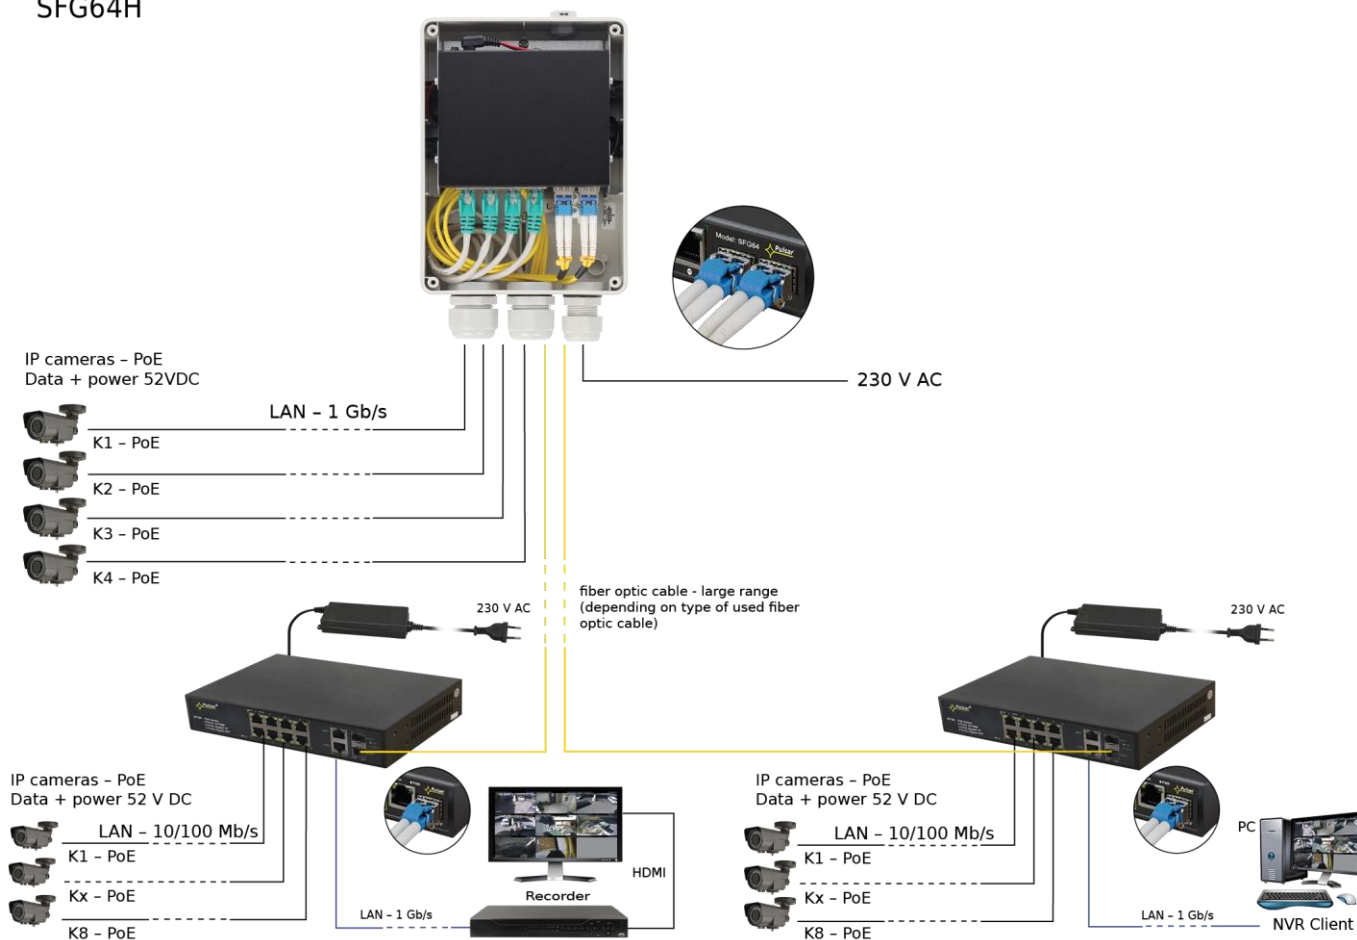 SFG64H
Model: SFG64
Pulsar
IP cameras – PoE
Data + power 52VDC
LAN – 1 Gb/s
230 V AC
K1 – PoE
K2 – PoE
K3 – PoE
K4 – PoE
fiber optic cable - large range
(depending on type of used fiber
optic cable)
230 V AC
230 V AC
Pulsar
Pulsar
IP cameras – PoE
Data + power 52 V DC
LAN – 10/100 Mb/s
K1 – PoE
Kx – PoE
K8 – PoE
Pulsar
HDMI
Recorder
LAN – 1 Gb/s
IP cameras – PoE
Data + power 52 V DC
LAN – 10/100 Mb/s
K1 – PoE
Kx – PoE
K8 – PoE
Pulsar
PC
LAN – 1 Gb/s
NVR Client